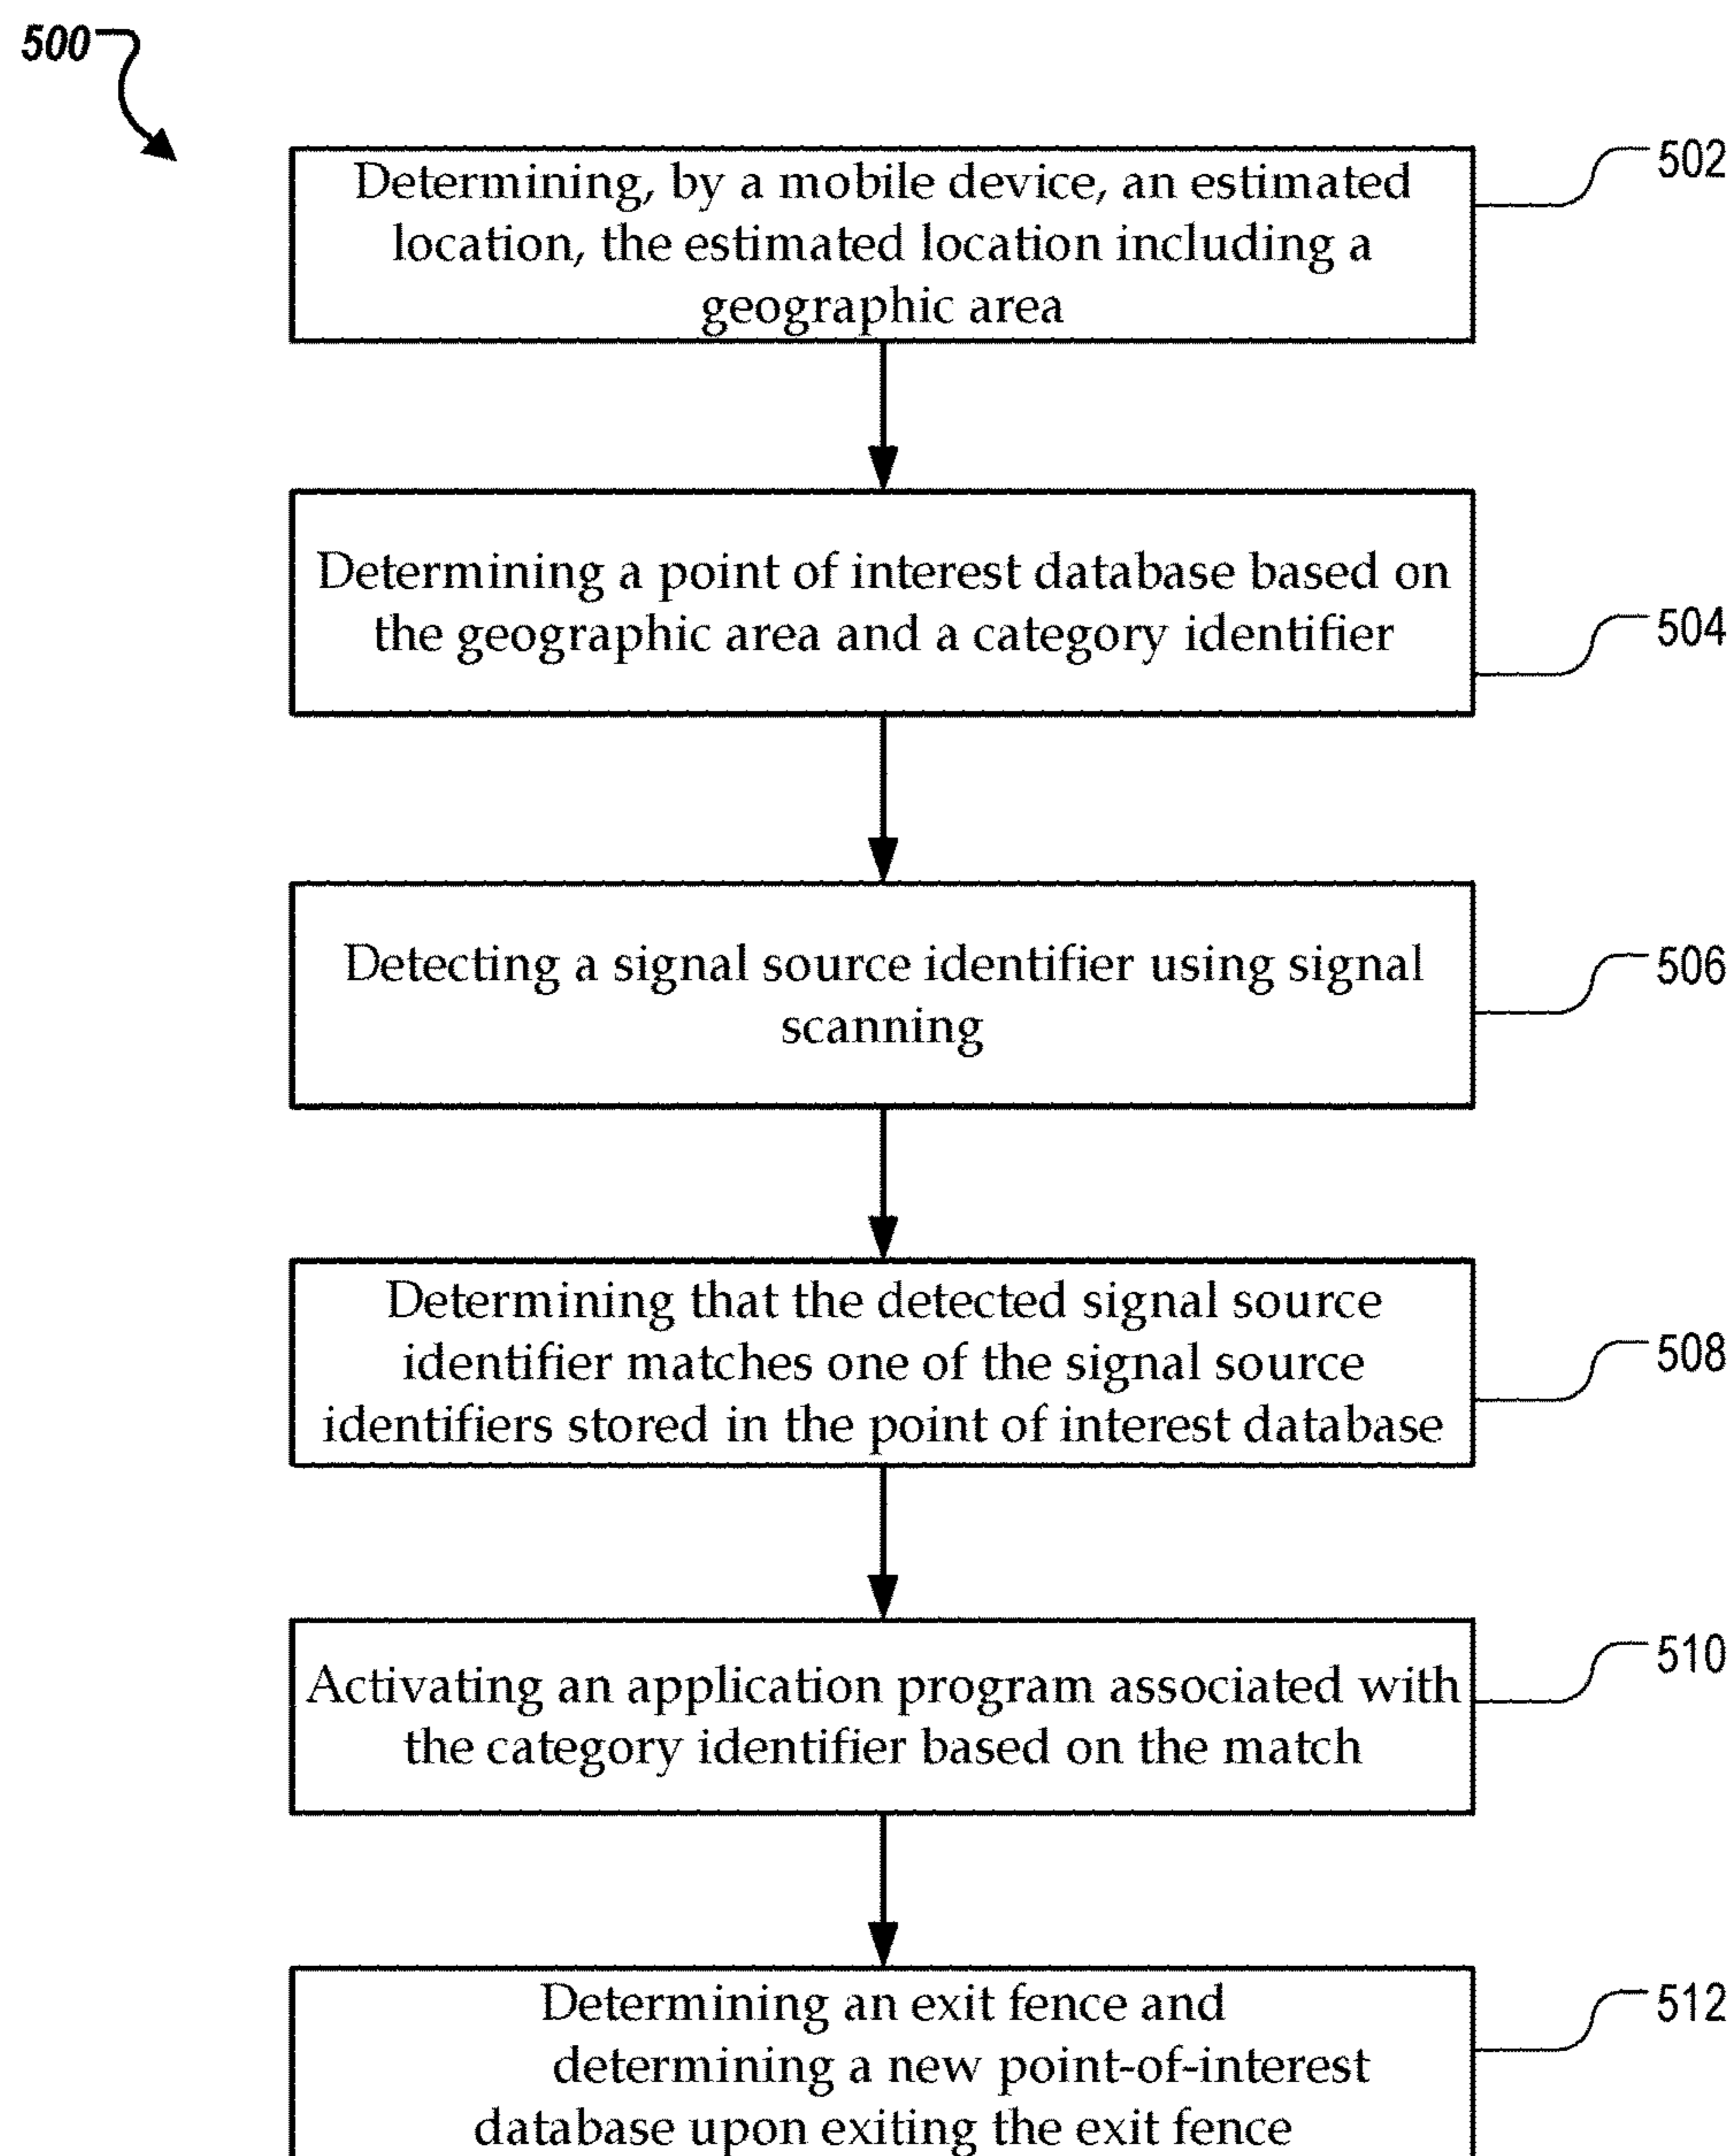 500
Determining, by a mobile device, an estimated
location, the estimated location including a
geographic area
502
Determining a point of interest database based on
the geographic area and a category identifier
504
Detecting a signal source identifier using signal
scanning
506
Determining that the detected signal source
identifier matches one of the signal source
identifiers stored in the point of interest database
508
Activating an application program associated with
the category identifier based on the match
510
Determining an exit fence and
determining a new point-of-interest
database upon exiting the exit fence
512